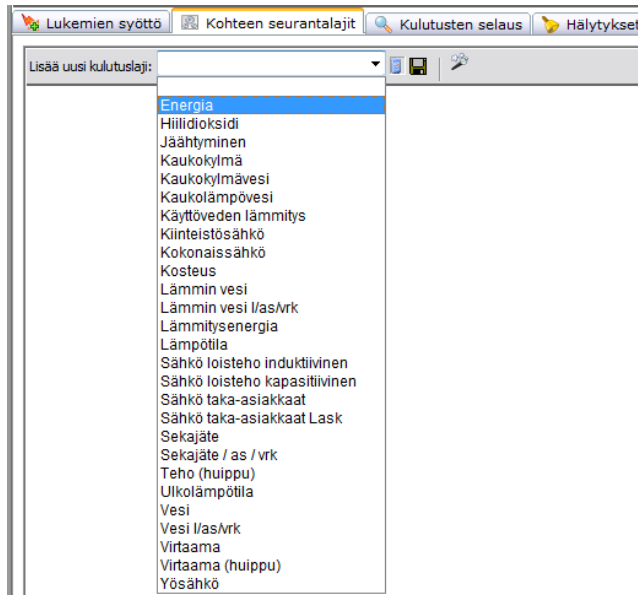 Lukemien syöttö Kohteen seurantalajit Kulutusten selaus Hälytykset
Lisää uusi kulutuslaji:
Energia
Hiilidioksidi
Jäähtyminen
Kaukokylmä
Kaukokylmävesi
Kaukolämpövesi
Käyttöveden lämmitys
Kiinteistösähkö
Kokonaissähkö
Kosteus
Lämmin vesi
Lämmin vesi l/as/vrk
Lämmitysenergia
Lämpötila
Sähkö loisteho induktiivinen
Sähkö loisteho kapasitiivinen
Sähkö taka-asiakkaat
Sähkö taka-asiakkaat Lask
Sekajäte
Sekajäte / as / vrk
Teho (huippu)
Ulkolämpötila
Vesi
Vesi l/as/vrk
Virtaama
Virtaama (huippu)
Yösähkö